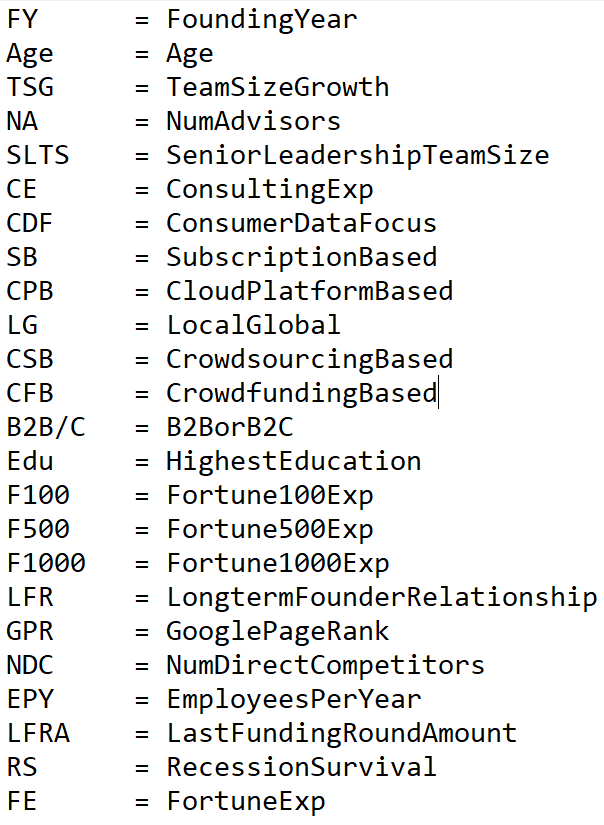 FY = FoundingYear
Age = Age
TSG = TeamSizeGrowth
NA = NumAdvisors
SLTS = SeniorLeadershipTeamSize
CE = ConsultingExp
CDF = ConsumerDataFocus
SB = SubscriptionBased
CPB = CloudPlatformBased
LG = LocalGlobal
CSB = CrowdsourcingBased
CFB = CrowdfundingBased
B2B/C = B2BorB2C
Edu = HighestEducation
F100 = Fortune100Exp
F500 = Fortune500Exp
F1000 = Fortune1000Exp
LFR = LongtermFounderRelationship
GPR = GooglePageRank
NDC = NumDirectCompetitors
EPY = EmployeesPerYear
LFRA = LastFundingRoundAmount
RS = RecessionSurvival
FE = FortuneExp